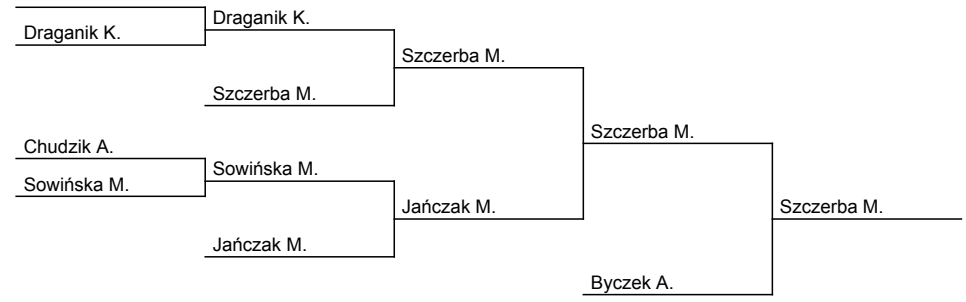 Draganik K.
Draganik K.
Szczerba M.
Szczerba M.
Szczerba M.
Chudzik A.
Sowińska M.
Sowińska M.
Jańczak M.
Szczerba M.
Jańczak M.
Byczek A.